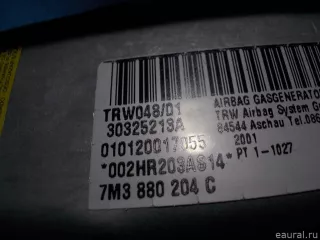 TRW048/01
30325213A
010120017055
*002HR203AS14*
7M3 880 204 C
AIRBAG GASGENERATOR
TRW Airbag System G
84544 Aschau Tel.086
2001
PT 1-1027
eaural.ru